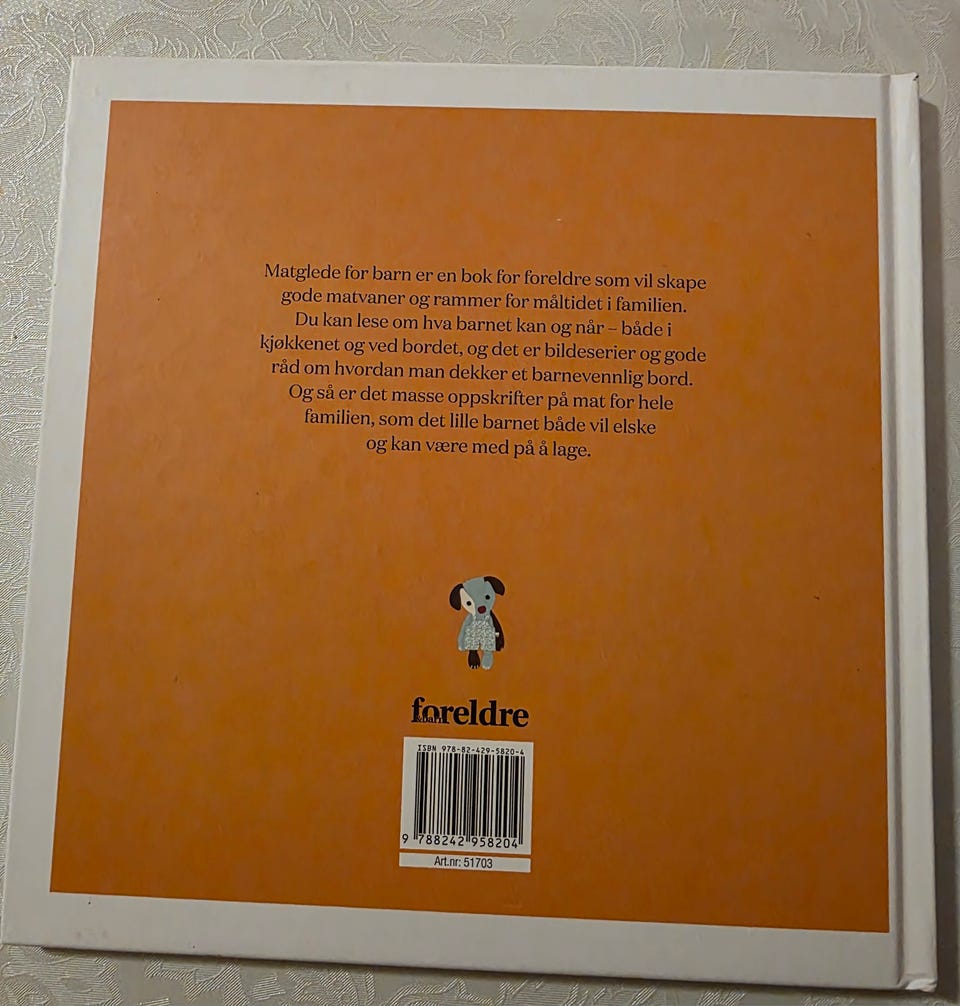 Matglede for barn er en bok for foreldre som vil skape
gode matvaner og rammer for måltidet i familien.
Du kan lese om hva barnet kan og når – både i
kjøkkenet og ved bordet, og det er bildeserier og gode
råd om hvordan man dekker et barnevennlig bord.
Og så er det masse oppskrifter på mat for hele
familien, som det lille barnet både vil elske
og kan være med på å lage.
foreldre
&barn
ISBN 978-82-429-5820-4
9 788242 958204
Art.nr: 51703